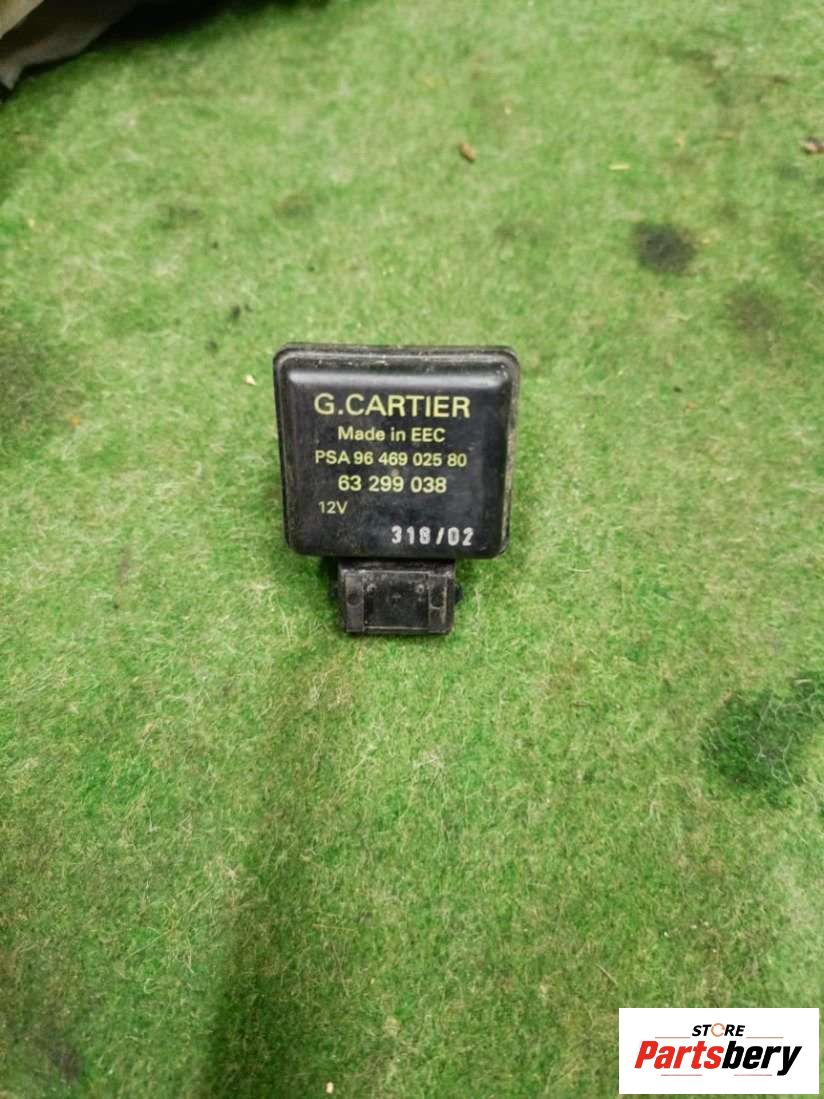 G.CARTIER
Made in EEC
PSA 96 469 025 80
63 299 038
12V
318/02
STORE
Partsbery